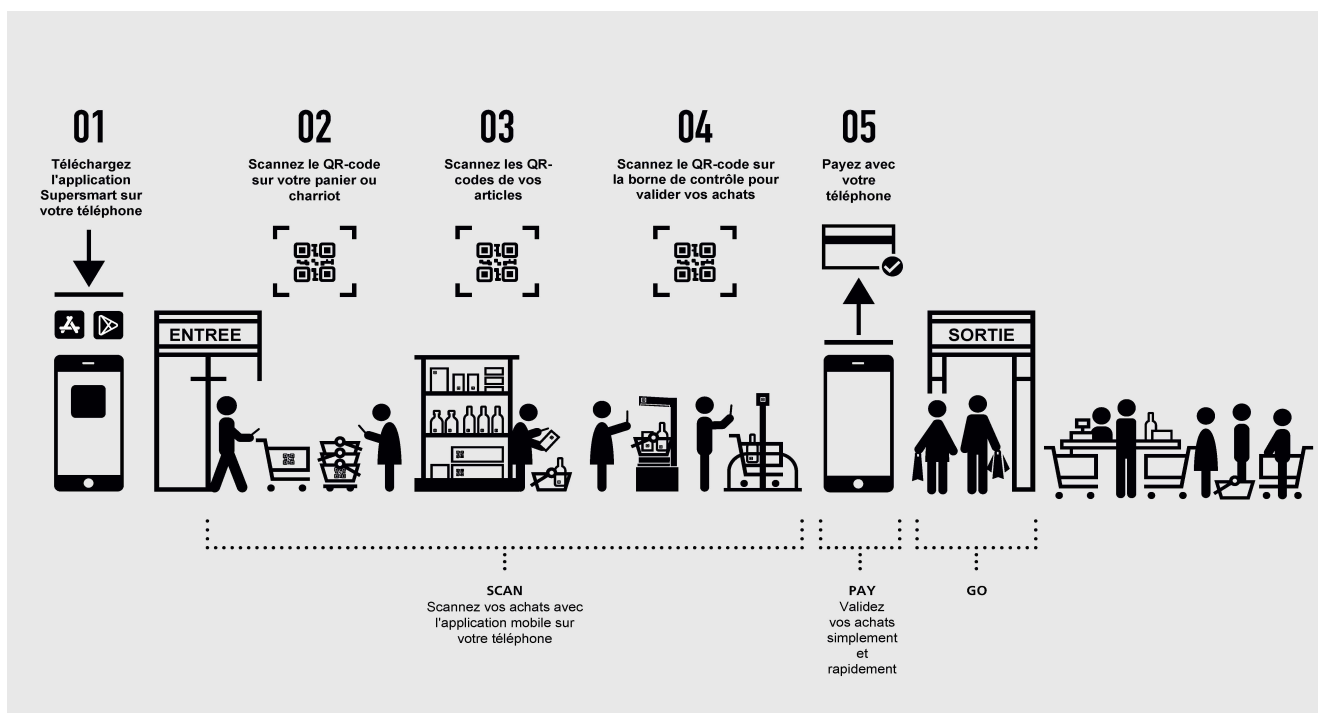 01
Téléchargez
l'application
Supersmart sur
votre téléphone
02
Scannez le QR-code
sur votre panier ou
charriot
03
Scannez les QR-
codes de vos
articles
04
Scannez le QR-code sur
la borne de contrôle pour
valider vos achats
05
Payez avec
votre
téléphone
ENTREE
SORTIE
SCAN
Scannez vos achats avec
l'application mobile sur
votre téléphone
PAY
Validez
vos achats
simplement
et
rapidement
GO